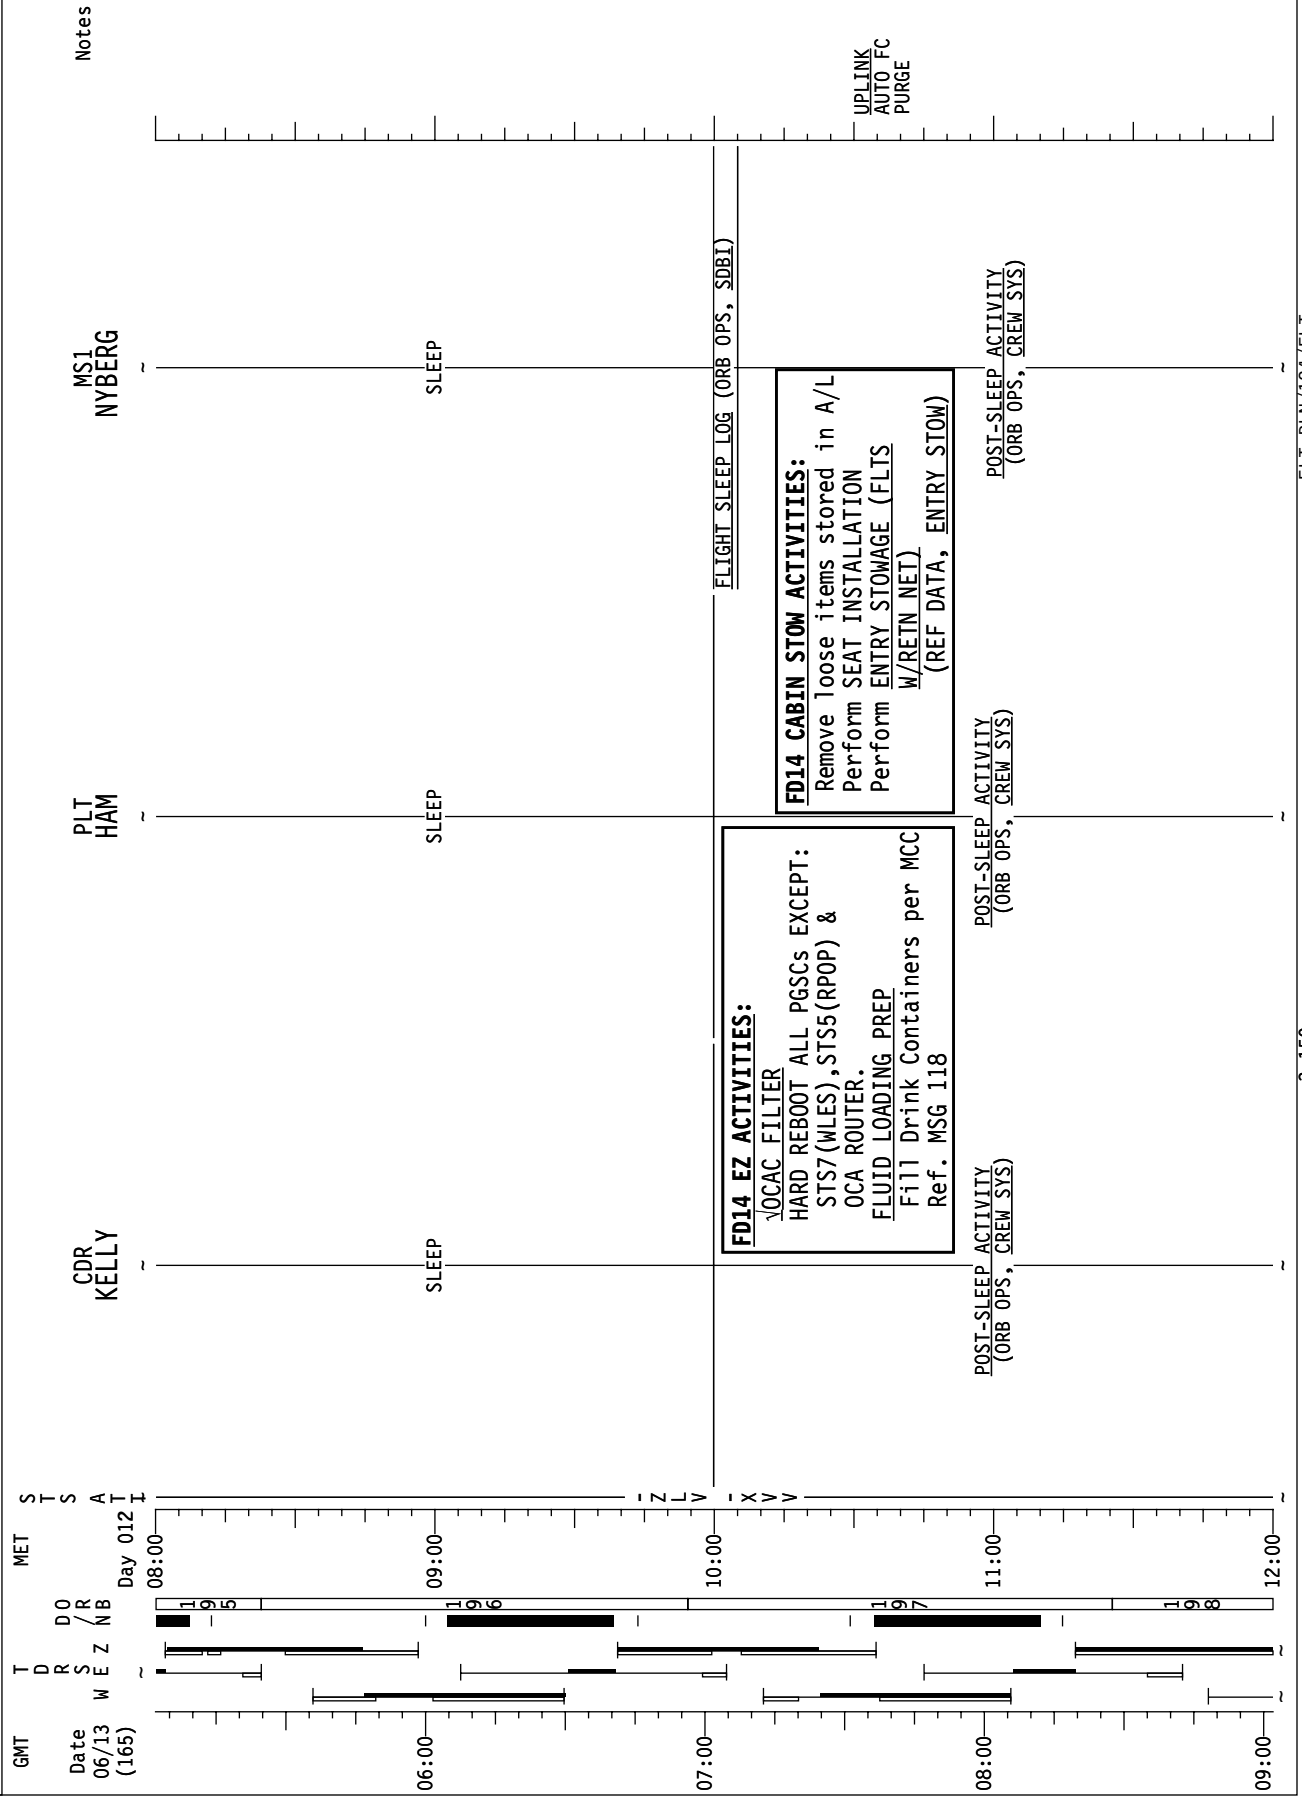 GMT
Date
06/13
(165)
06:00
07:00
08:00
09:00
T
D
R
S
W E Z
DO
/R
NB
195
196
197
198
MET
Day 012
08:00
09:00
10:00
11:00
12:00
S
T
S
A
T
T
I
-ZLV
-XVV
CDR
KELLY
SLEEP
POST-SLEEP ACTIVITY
(ORB OPS, CREW SYS)
FD14 EZ ACTIVITIES:
√OCAC FILTER
HARD REBOOT ALL PGSCs EXCEPT:
STS7(WLES),STS5(RPOP) &
OCA ROUTER.
FLUID LOADING PREP
Fill Drink Containers per MCC
Ref. MSG 118
PLT
HAM
SLEEP
POST-SLEEP ACTIVITY
(ORB OPS, CREW SYS)
FD14 CABIN STOW ACTIVITIES:
Remove loose items stored in A/L
Perform SEAT INSTALLATION
Perform ENTRY STOWAGE (FLTS
W/RETN NET)
(REF DATA, ENTRY STOW)
MS1
NYBERG
SLEEP
FLIGHT SLEEP LOG (ORB OPS, SDBI)
POST-SLEEP ACTIVITY
(ORB OPS, CREW SYS)
Notes
UPLINK
AUTO FC
PURGE